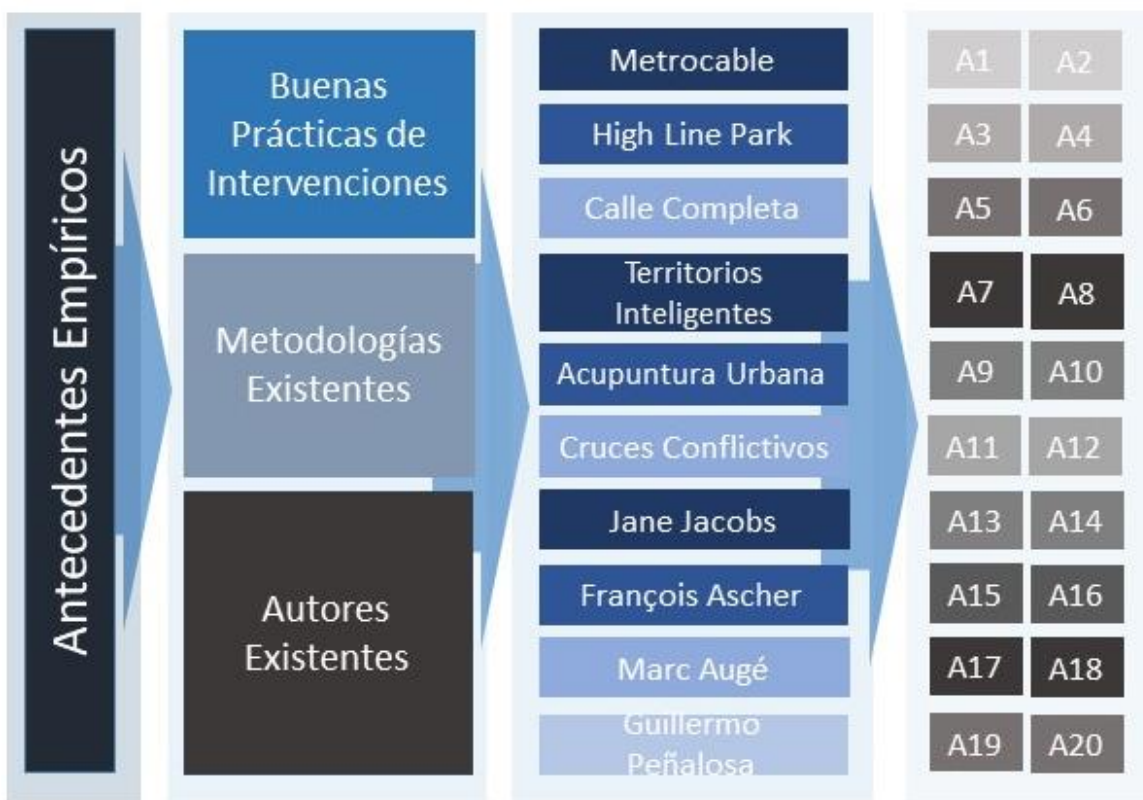 Antecedentes Empíricos
Buenas
Prácticas de
Intervenciones
Metodologías
Existentes
Autores
Existentes
Metrocable
High Line Park
Calle Completa
Territorios
Inteligentes
Acupuntura Urbana
Cruces Conflictivos
Jane Jacobs
François Ascher
Marc Augé
Guillermo
Peñalosa
A1 A2
A3 A4
A5 A6
A7 A8
A9 A10
A11 A12
A13 A14
A15 A16
A17 A18
A19 A20